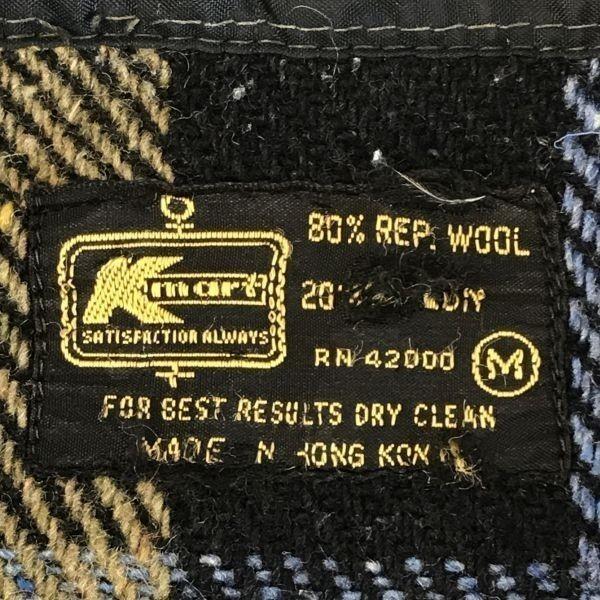 Kmart
SATISFACTION ALWAYS
80% REP. WOOL
20%
RN 42000 M
FOR BEST RESULTS DRY CLEAN
MADE IN HONG KONG